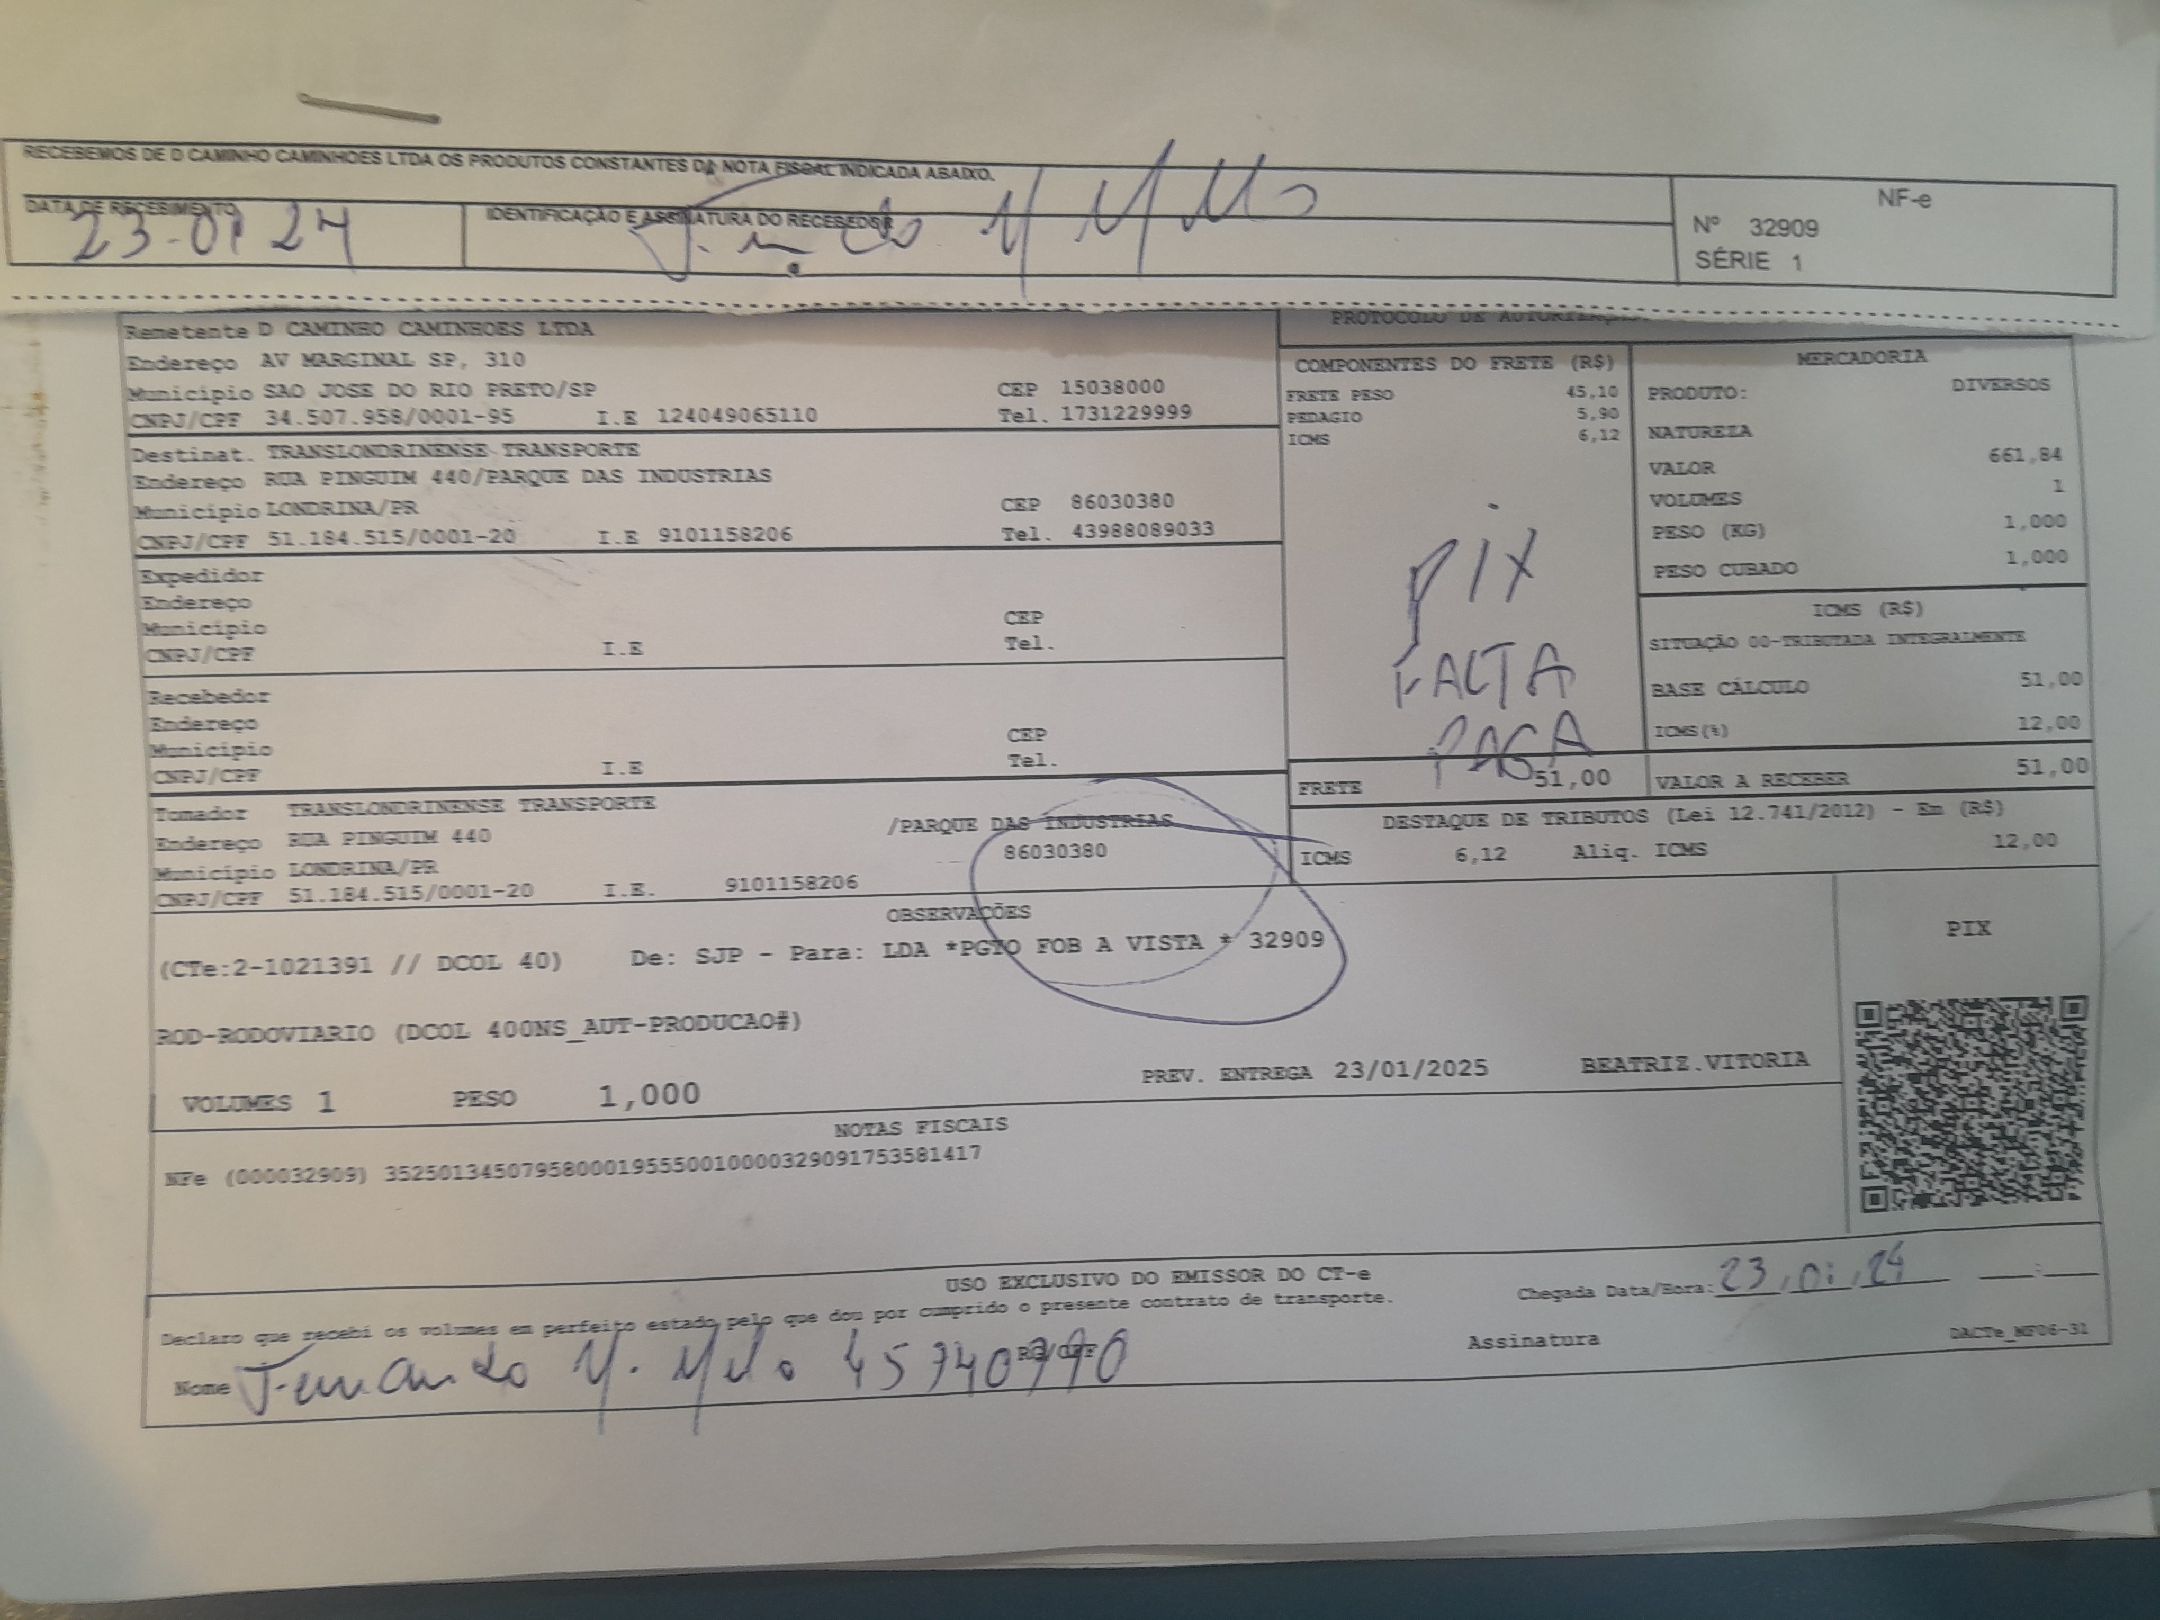 RECEBEMOS DE D CAMINHO CAMINHOES LTDA OS PRODUTOS CONSTANTES DA NOTA FISCAL INDICADA ABAIXO.
DATA DE RECEBIMENTO
23-01 24
IDENTIFICAÇÃO E ASSINATURA DO RECEBEDOR
NF-e
Nº 32909
SÉRIE 1
Remetente D CAMINHO CAMINHOES LTDA
Endereço AV MARGINAL SP, 310
Município SAO JOSE DO RIO PRETO/SP CEP 15038000
CNPJ/CPF 34.507.958/0001-95 I.E 124049065110 Tel. 1731229999
Destinat. TRANSLONDRINENSE TRANSPORTE
Endereço RUA PINGUIM 440/PARQUE DAS INDUSTRIAS
Município LONDRINA/PR CEP 86030380
CNPJ/CPF 51.184.515/0001-20 I.E 9101158206 Tel. 43988089033
Expedidor
Endereço
Município CEP
CNPJ/CPF I.E Tel.
Recebedor
Endereço
Município CEP
CNPJ/CPF I.E Tel.
Tomador TRANSLONDRINENSE TRANSPORTE
Endereço RUA PINGUIM 440 /PARQUE DAS INDUSTRIAS
Município LONDRINA/PR 86030380
CNPJ/CPF 51.184.515/0001-20 I.E. 9101158206
PROTOCOLO DE
COMPONENTES DO FRETE (R$)
FRETE PESO 45,10
PEDAGIO 5,90
ICMS 6,12
PIX
FALTA
PAGA
FRETE 51,00
MERCADORIA
PRODUTO: DIVERSOS
NATUREZA
VALOR 661,84
VOLUMES 1
PESO (KG) 1,000
PESO CUBADO 1,000
ICMS (R$)
SITUAÇÃO 00-TRIBUTADA INTEGRALMENTE
BASE CÁLCULO 51,00
ICMS(%) 12,00
VALOR A RECEBER 51,00
DESTAQUE DE TRIBUTOS (Lei 12.741/2012) - Em (R$)
ICMS 6,12 Aliq. ICMS 12,00
OBSERVAÇÕES
(CTe:2-1021391 // DCOL 40) De: SJP - Para: LDA *PGTO FOB A VISTA * 32909
ROD-RODOVIARIO (DCOL 400NS_AUT-PRODUCAO#)
PREV. ENTREGA 23/01/2025 BEATRIZ.VITORIA
VOLUMES 1 PESO 1,000
PIX
NOTAS FISCAIS
NFe (000032909) 35250134507958000195550010000329091753581417
USO EXCLUSIVO DO EMISSOR DO CT-e
Declaro que recebi os volumes em perfeito estado pelo que dou por cumprido o presente contrato de transporte.
Chegada Data/Hora: 23,01,24 __:__
Nome Fernando M. Melo RG/CPF 45740790
Assinatura
DACTe_MF06-31